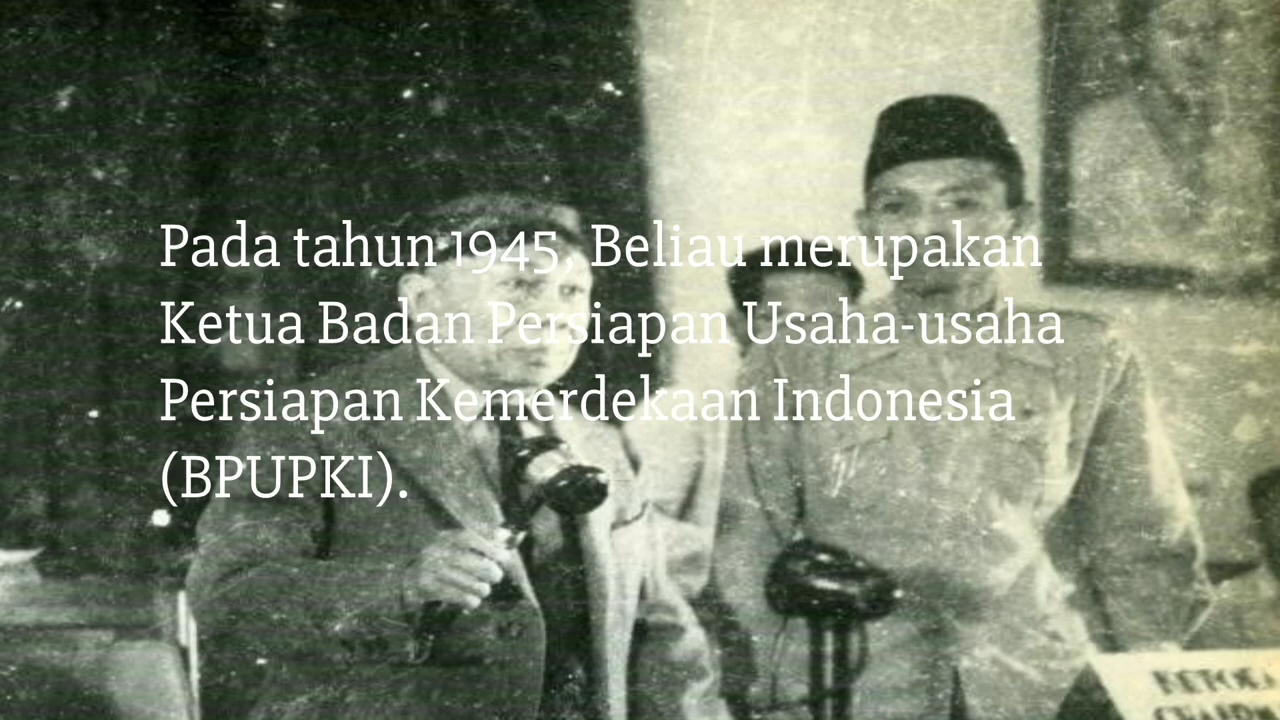 Pada tahun 1945, Beliau merupakan
Ketua Badan Persiapan Usaha-usaha
Persiapan Kemerdekaan Indonesia
(BPUPKI).